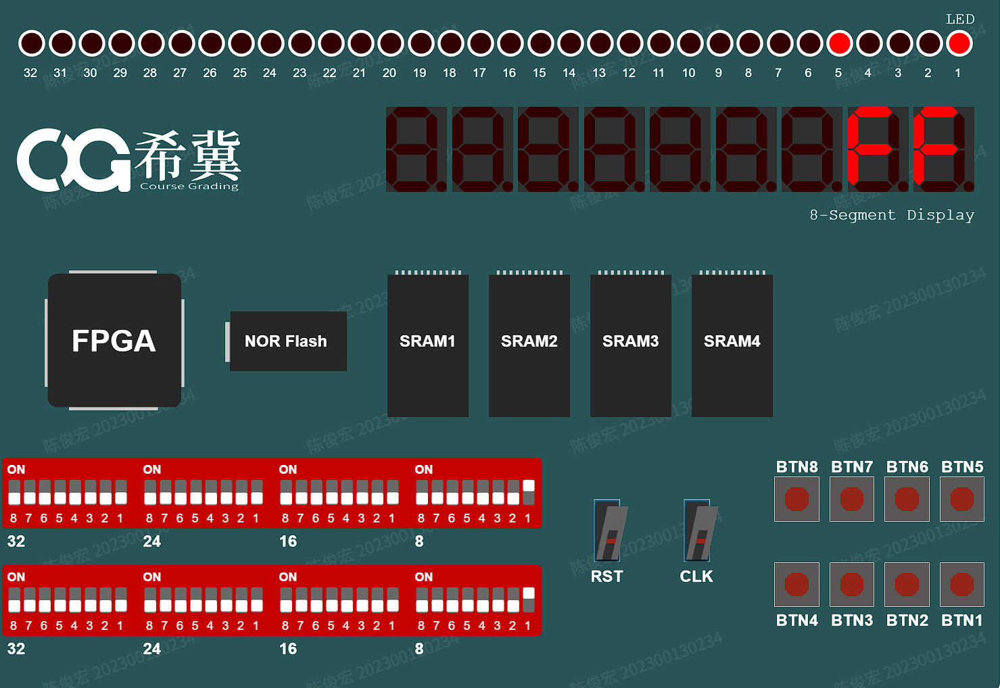 LED
32 31 30 29 28 27 26 25 24 23 22 21 20 19 18 17 16 15 14 13 12 11 10 9 8 7 6 5 4 3 2 1
CG 希冀
Course Grading
FF
8-Segment Display
FPGA
NOR Flash
SRAM1 SRAM2 SRAM3 SRAM4
ON ON ON ON
8 7 6 5 4 3 2 1 8 7 6 5 4 3 2 1 8 7 6 5 4 3 2 1 8 7 6 5 4 3 2 1
32 24 16 8
ON ON ON ON
8 7 6 5 4 3 2 1 8 7 6 5 4 3 2 1 8 7 6 5 4 3 2 1 8 7 6 5 4 3 2 1
32 24 16 8
RST CLK
BTN8 BTN7 BTN6 BTN5
BTN4 BTN3 BTN2 BTN1
陈俊宏 202300130234